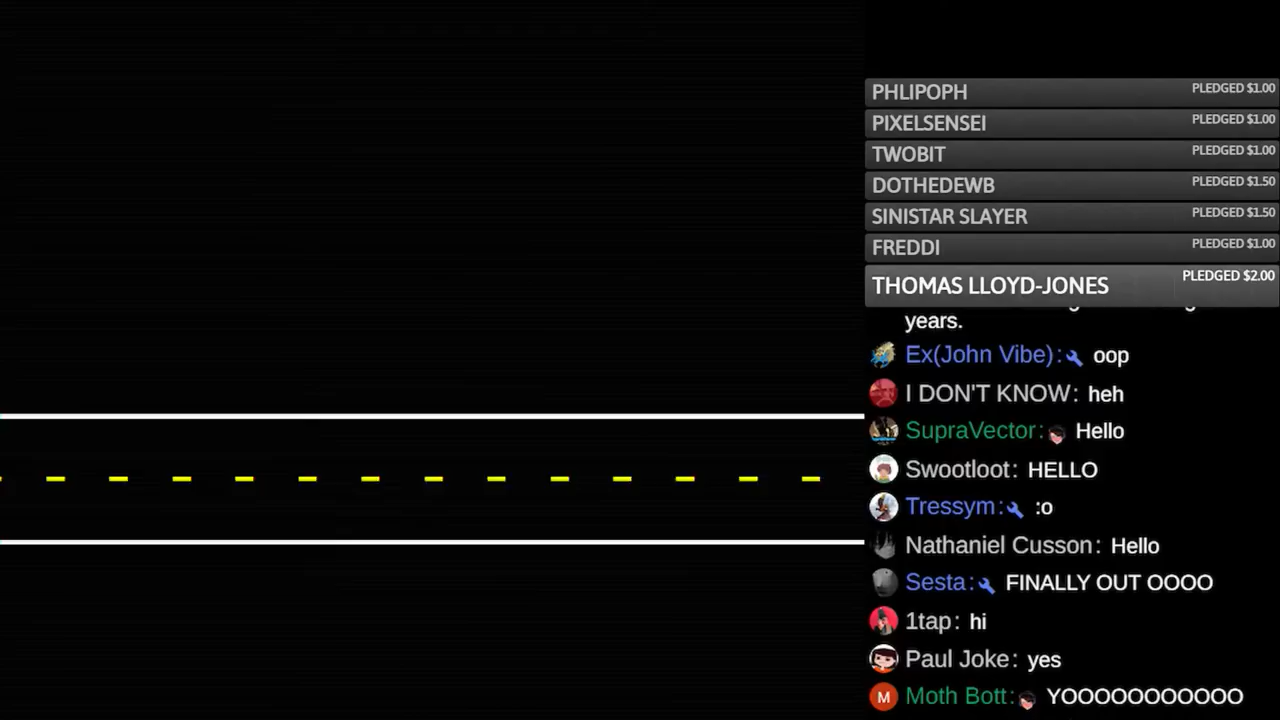 PHLIPOPH PLEDGED $1.00
PIXELSENSEI PLEDGED $1.00
TWOBIT PLEDGED $1.00
DOTHEDEWB PLEDGED $1.50
SINISTAR SLAYER PLEDGED $1.50
FREDDI PLEDGED $1.00
THOMAS LLOYD-JONES PLEDGED $2.00
years.
Ex(John Vibe): oop
I DON'T KNOW: heh
SupraVector: Hello
Swootloot: HELLO
Tressym: :o
Nathaniel Cusson: Hello
Sesta: FINALLY OUT OOOO
1tap: hi
Paul Joke: yes
M Moth Bott: YOOOOOOOOOOO